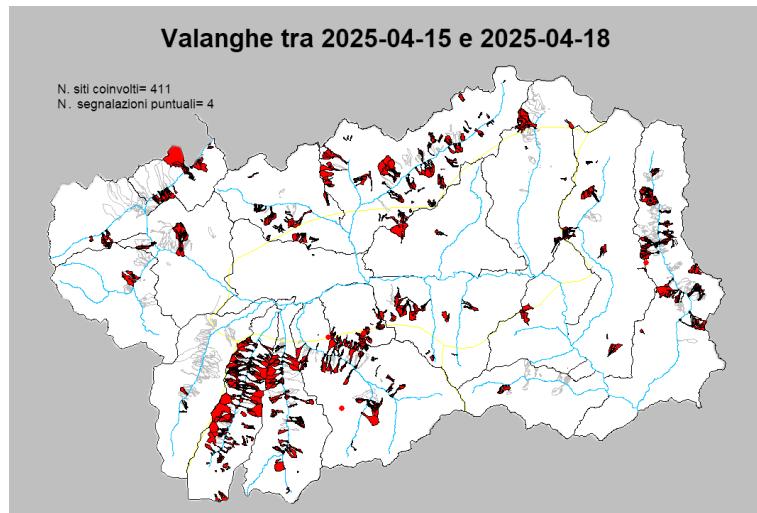 Valanghe tra 2025-04-15 e 2025-04-18
N. siti coinvolti= 411
N. segnalazioni puntuali= 4